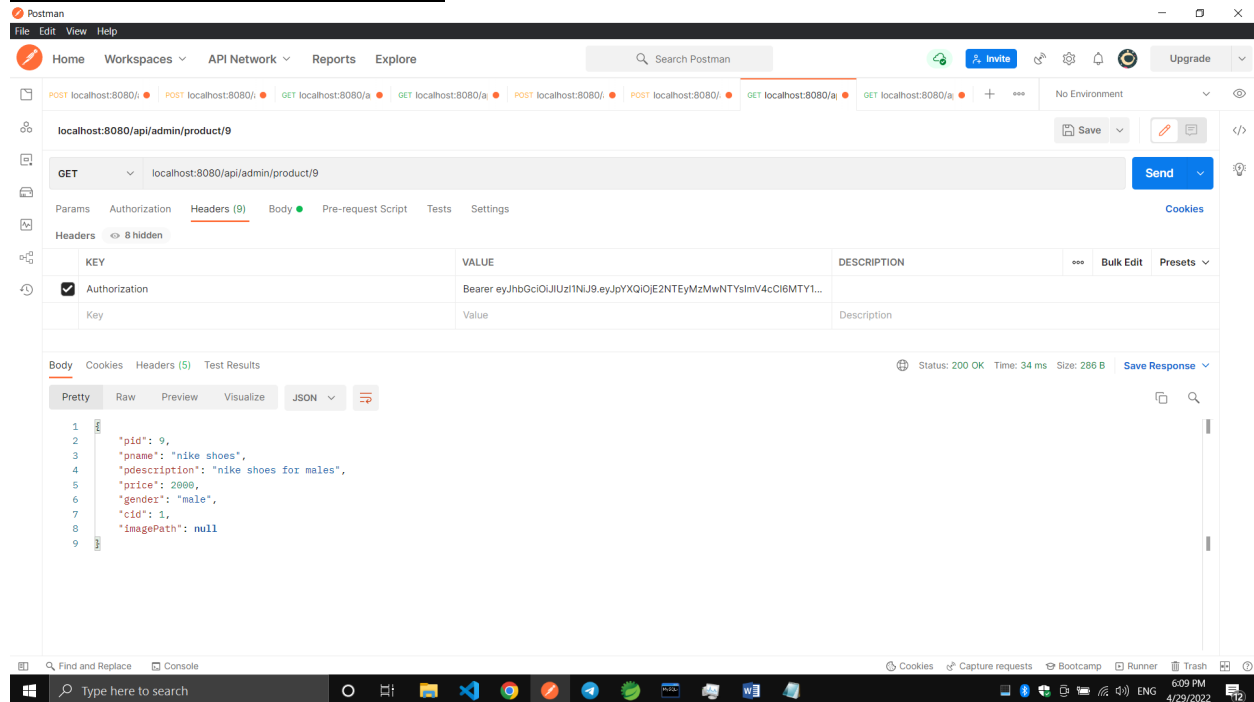 Postman
File Edit View Help
Home Workspaces API Network Reports Explore Search Postman Invite Upgrade
POST localhost:8080/ POST localhost:8080/ GET localhost:8080/a GET localhost:8080/a POST localhost:8080/ POST localhost:8080/ GET localhost:8080/a GET localhost:8080/a No Environment
localhost:8080/api/admin/product/9 Save
GET localhost:8080/api/admin/product/9 Send
Params Authorization Headers (9) Body Pre-request Script Tests Settings Cookies
Headers 8 hidden
KEY VALUE DESCRIPTION Bulk Edit Presets
Authorization Bearer eyJhbGciOiJIUzI1NiJ9.eyJpYXQiOjE2NTEyMzMwNTYsImV4cCI6MTY1...
Key Value Description
Body Cookies Headers (5) Test Results Status: 200 OK Time: 34 ms Size: 286 B Save Response
Pretty Raw Preview Visualize JSON
1 {
2 "pid": 9,
3 "pname": "nike shoes",
4 "pdescription": "nike shoes for males",
5 "price": 2000,
6 "gender": "male",
7 "cid": 1,
8 "imagePath": null
9 }
Find and Replace Console Cookies Capture requests Bootcamp Runner Trash
Type here to search ENG 6:09 PM
4/29/2022 12